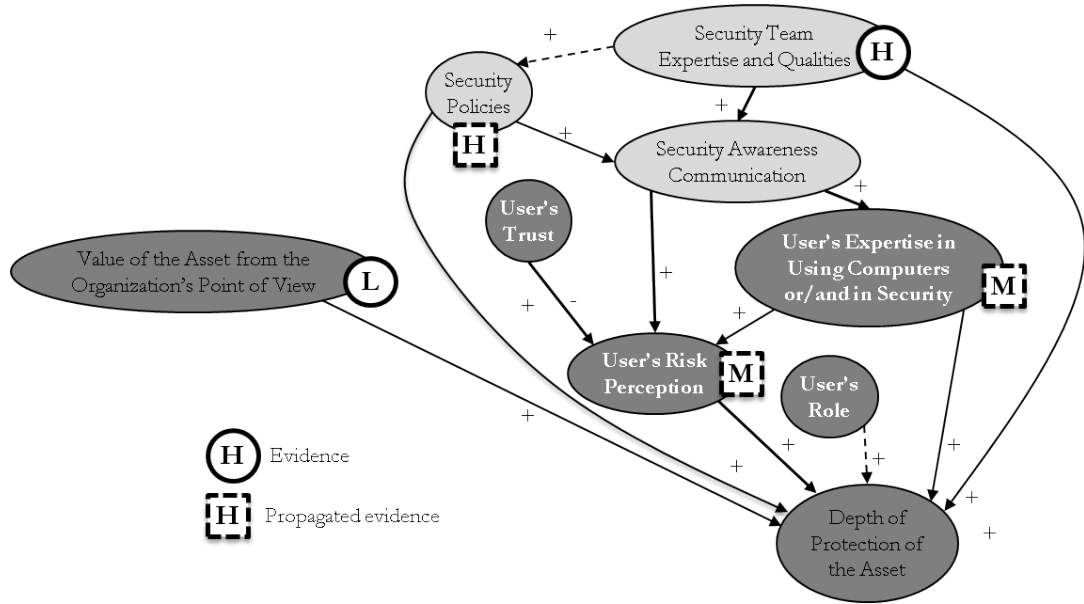 +
Security Team
Expertise and Qualities
H
Security
Policies
H
+
+
Security Awareness
Communication
+
User's
Trust
User's Expertise in
Using Computers
or/and in Security
M
Value of the Asset from the
Organization's Point of View
L
+
+
-
+
User's Risk
Perception
M
User's
Role
+
+
+
+
+
+
+
H
Evidence
H
Propagated evidence
Depth of
Protection of
the Asset